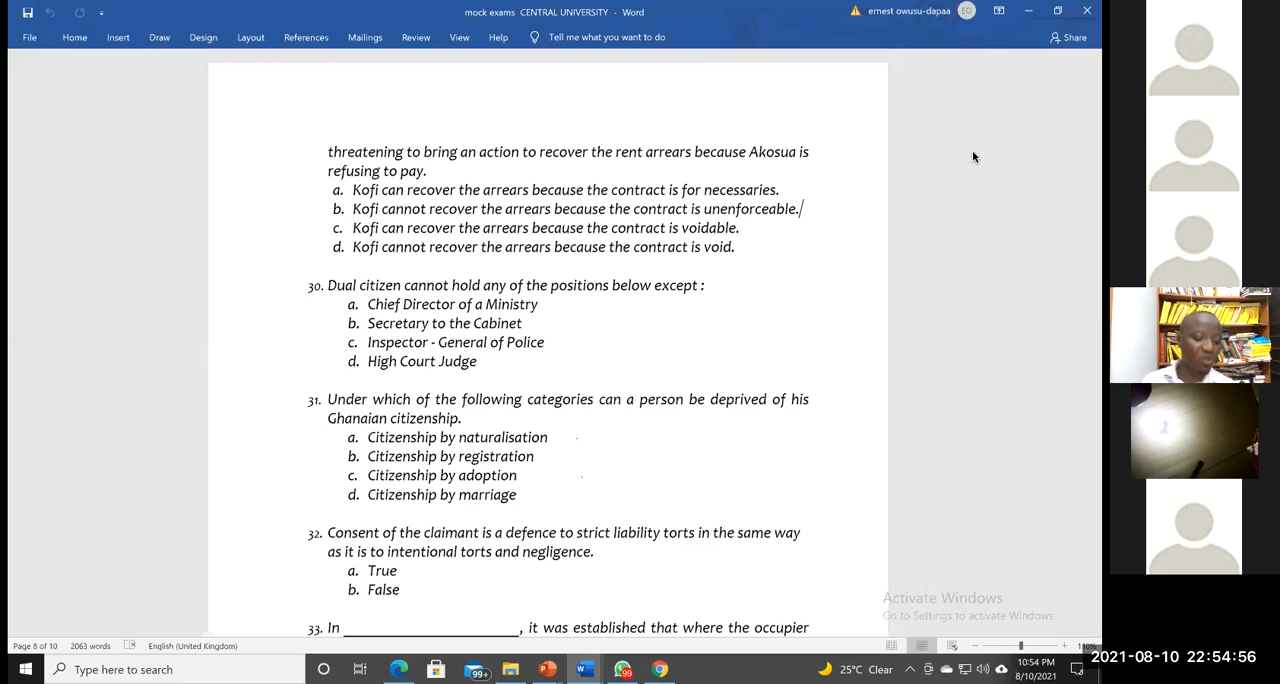 mock exams CENTRAL UNIVERSITY - Word
ernest owusu-dapaa EO
File Home Insert Draw Design Layout References Mailings Review View Help Tell me what you want to do Share
threatening to bring an action to recover the rent arrears because Akosua is
refusing to pay.
a. Kofi can recover the arrears because the contract is for necessaries.
b. Kofi cannot recover the arrears because the contract is unenforceable./
c. Kofi can recover the arrears because the contract is voidable.
d. Kofi cannot recover the arrears because the contract is void.
30. Dual citizen cannot hold any of the positions below except :
a. Chief Director of a Ministry
b. Secretary to the Cabinet
c. Inspector - General of Police
d. High Court Judge
31. Under which of the following categories can a person be deprived of his
Ghanaian citizenship.
a. Citizenship by naturalisation
b. Citizenship by registration
c. Citizenship by adoption
d. Citizenship by marriage
32. Consent of the claimant is a defence to strict liability torts in the same way
as it is to intentional torts and negligence.
a. True
b. False
33. In ____________________, it was established that where the occupier
Activate Windows
Go to Settings to activate Windows.
Page 8 of 10 2063 words English (United Kingdom) 110%
Type here to search
99+
99
25°C Clear
10:54 PM
8/10/2021
2021-08-10 22:54:56